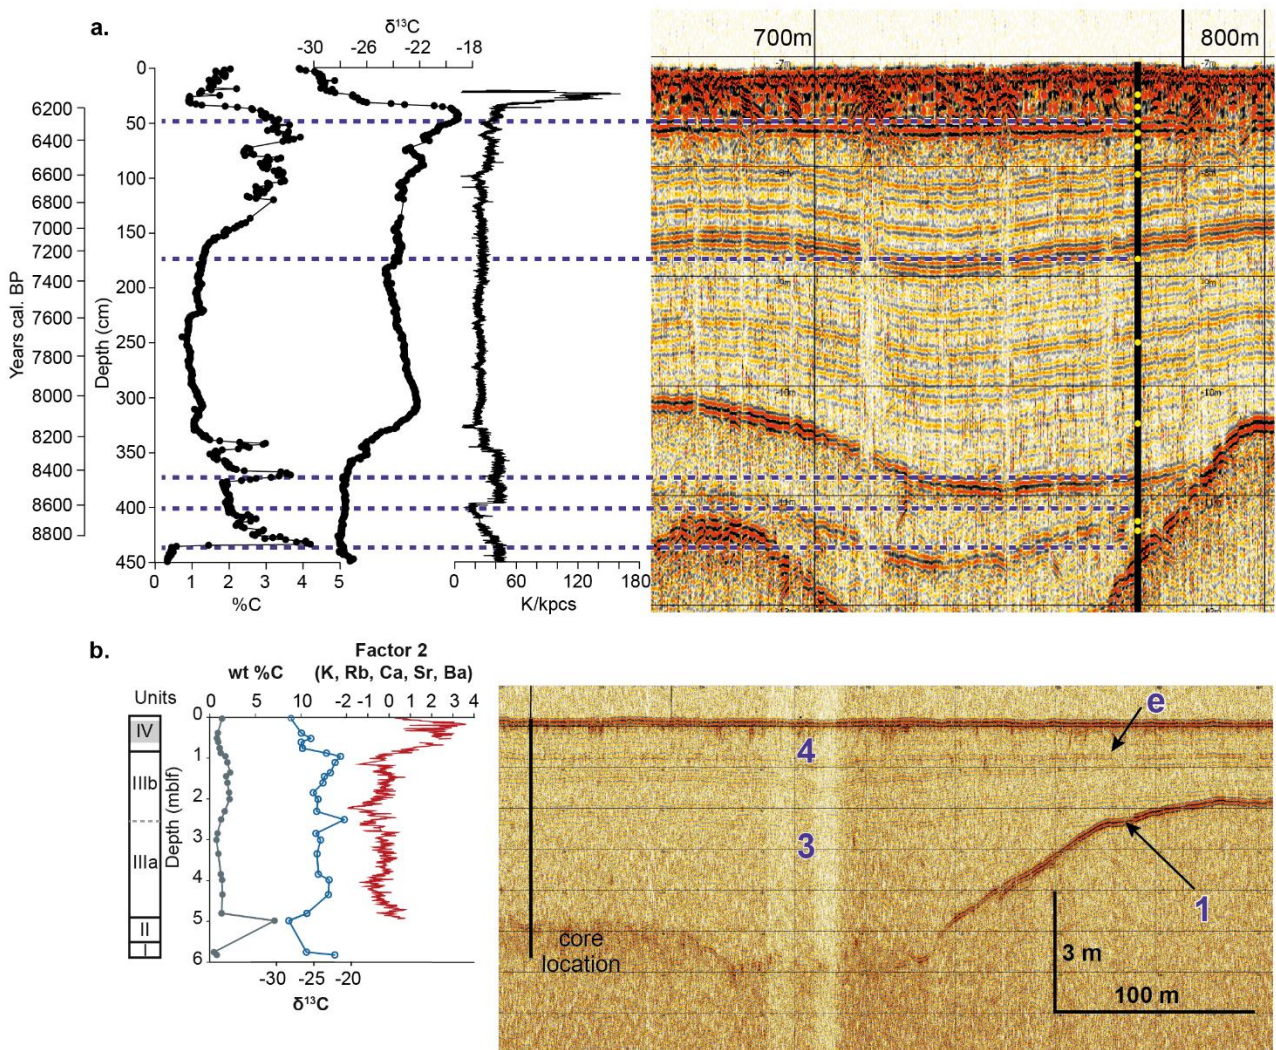 a.
δ¹³C
-30 -26 -22 -18
700m
800m
-7m
-7m
0
50
100
150
200
250
300
350
400
450
6200
6400
6600
6800
7000
7200
7400
7600
7800
8000
8200
8400
8600
8800
Years cal. BP
Depth (cm)
-10m
-10m
0 1 2 3 4 5
%C
0 60 120 180
K/kpcs
b.
Factor 2
wt %C (K, Rb, Ca, Sr, Ba)
Units 0 5 10 -2 -1 0 1 2 3 4
0
1
2
3
4
5
6
IV
IIIb
IIIa
II
I
Depth (mblf)
-30 -25 -20
δ¹³C
e
4
3
1
core
location
3 m
100 m